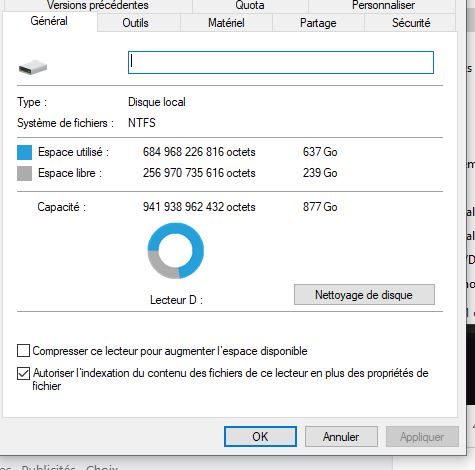 Versions précédentes Quota Personnaliser
Général Outils Matériel Partage Sécurité
Type : Disque local
Système de fichiers : NTFS
Espace utilisé : 684 968 226 816 octets 637 Go
Espace libre : 256 970 735 616 octets 239 Go
Capacité : 941 938 962 432 octets 877 Go
Lecteur D : Nettoyage de disque
Compresser ce lecteur pour augmenter l'espace disponible
Autoriser l'indexation du contenu des fichiers de ce lecteur en plus des propriétés de
fichier
OK Annuler Appliquer
Publicités Choix